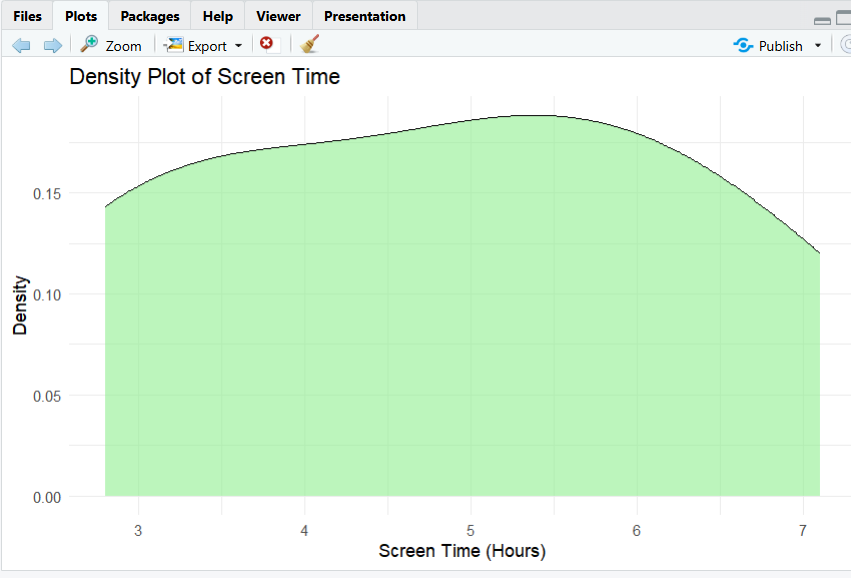 Files Plots Packages Help Viewer Presentation
Zoom Export Publish
Density Plot of Screen Time
0.15
0.10
0.05
0.00
Density
3 4 5 6 7
Screen Time (Hours)